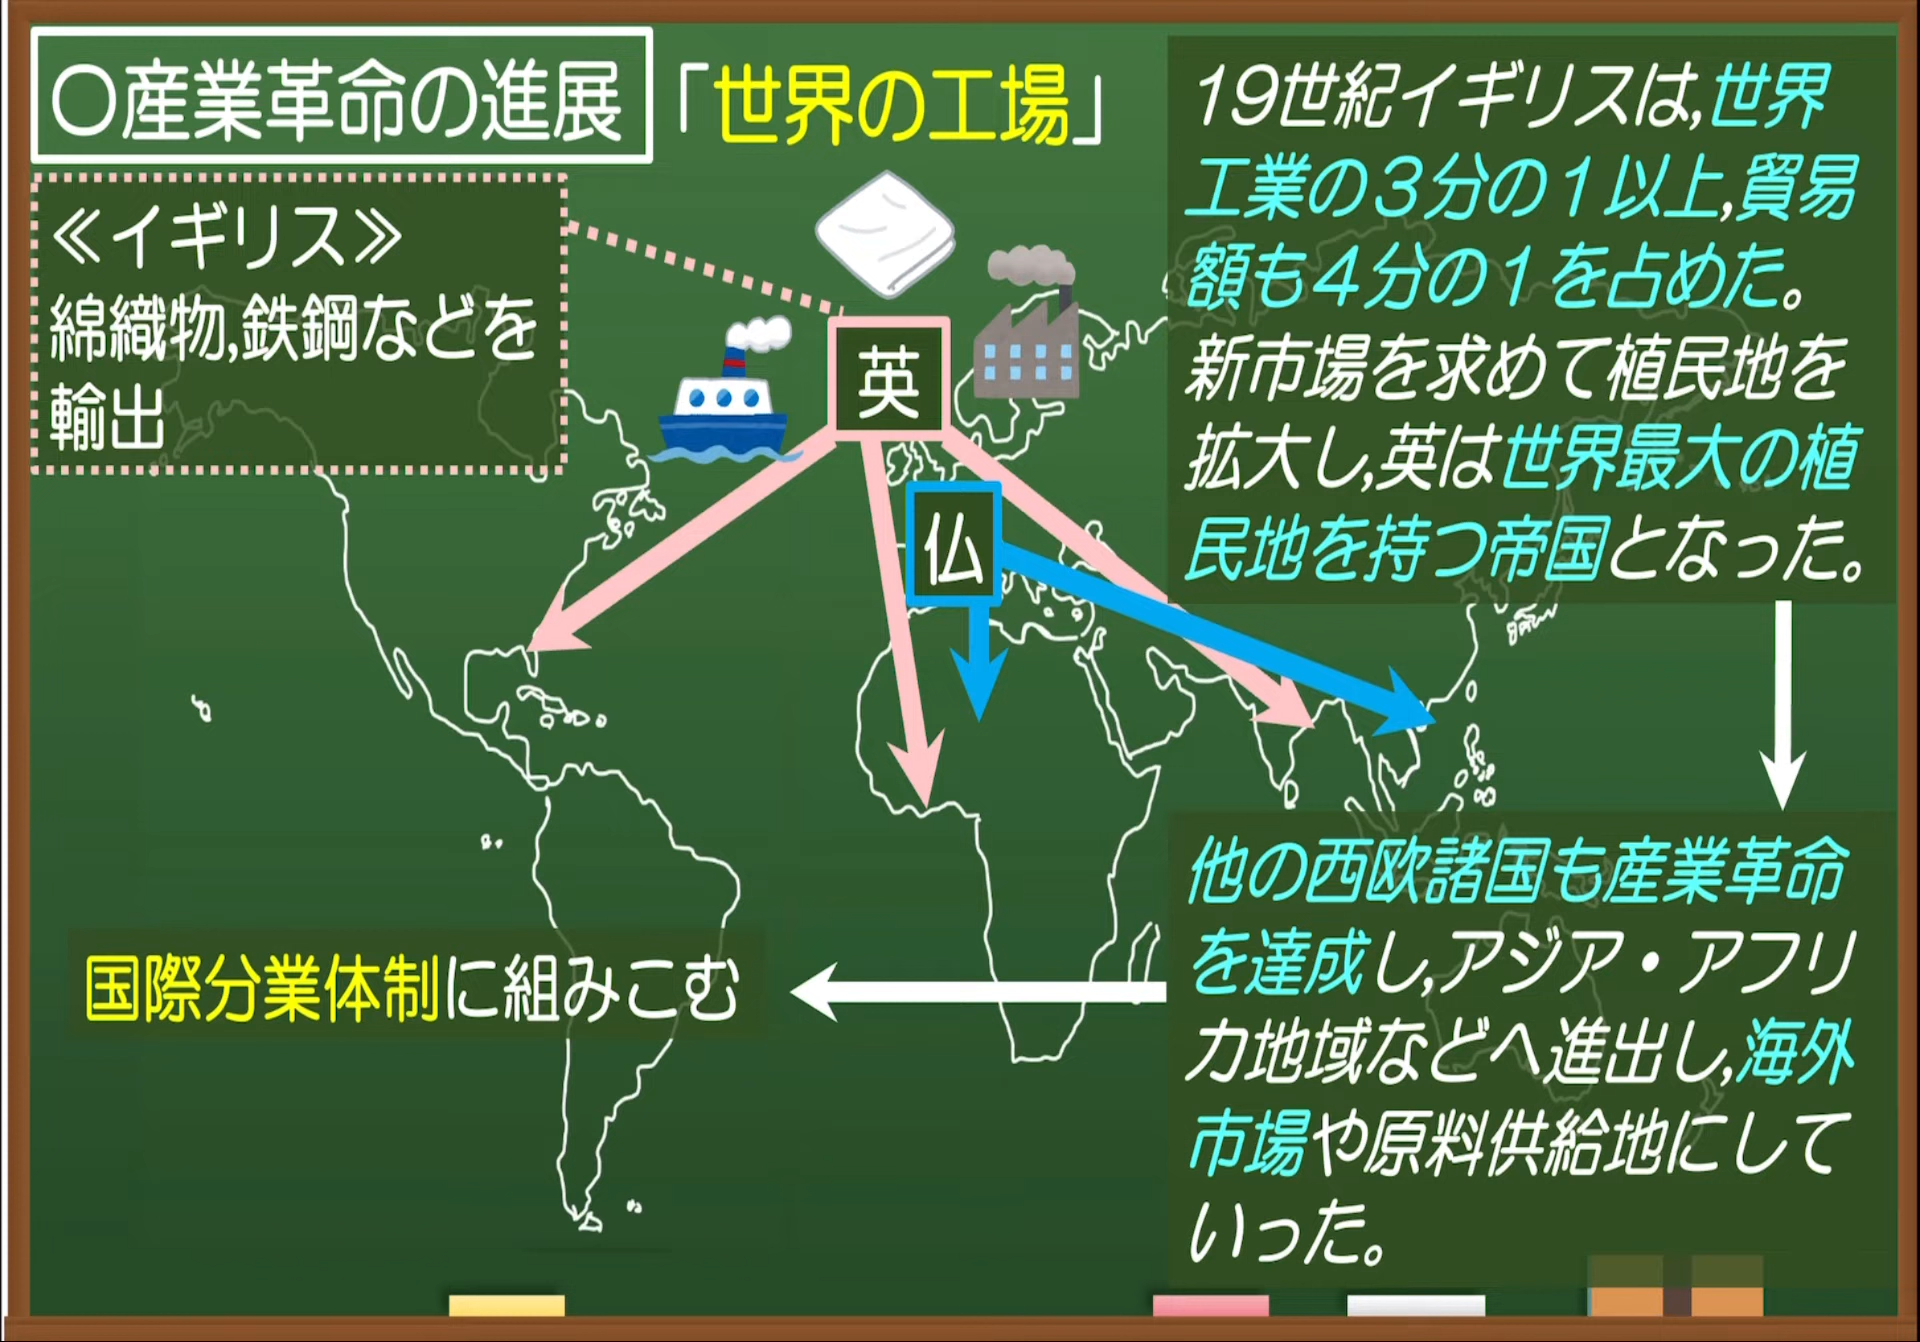 〇産業革命の進展
「世界の工場」
≪イギリス≫
綿織物,鉄鋼などを
輸出
英
仏
19世紀イギリスは,世界
工業の3分の1以上,貿易
額も4分の1を占めた。
新市場を求めて植民地を
拡大し,英は世界最大の植
民地を持つ帝国となった。
他の西欧諸国も産業革命
を達成し,アジア・アフリ
カ地域などへ進出し,海外
市場や原料供給地にして
いった。
国際分業体制に組みこむ